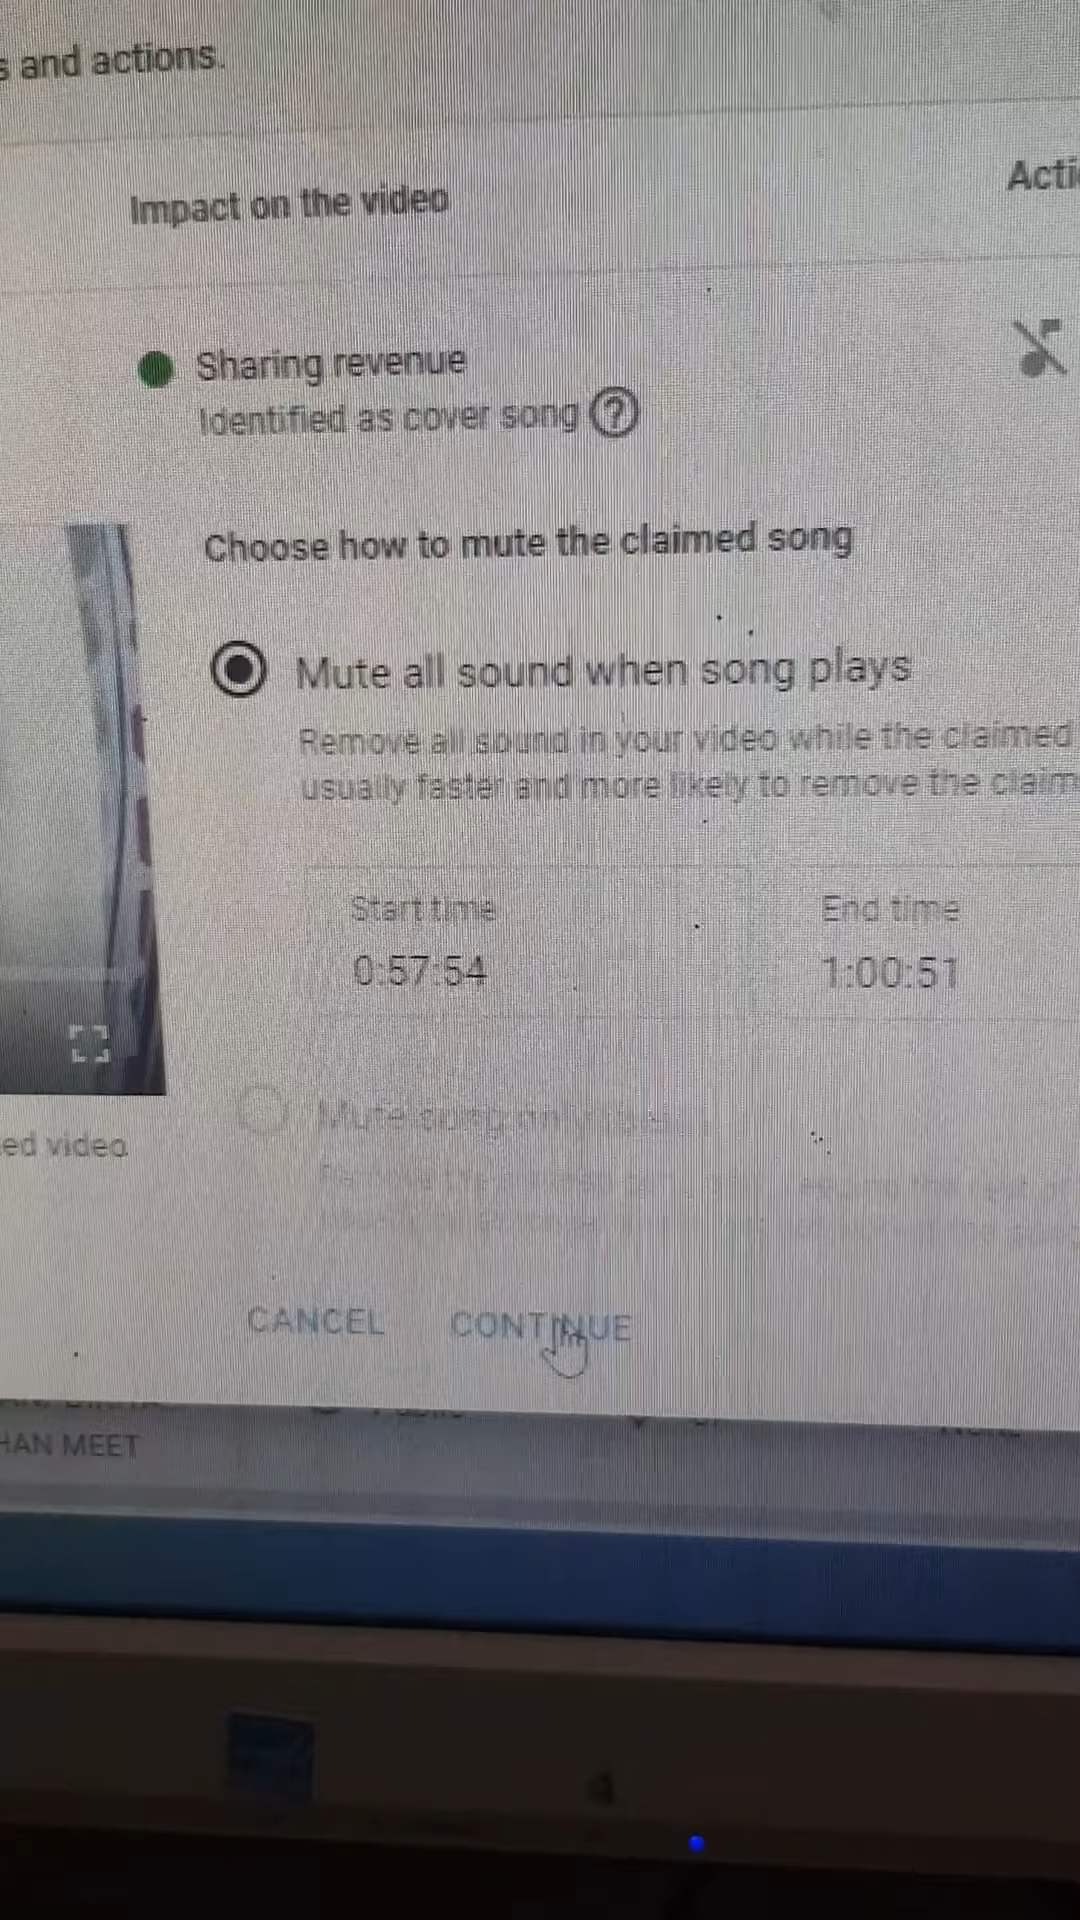 s and actions.
Impact on the video
Acti
Sharing revenue
Identified as cover song ?
Choose how to mute the claimed song
Mute all sound when song plays
Remove all sound in your video while the claimed
usually faster and more likely to remove the claim
Start time
End time
0:57:54
1:00:51
Mute song only
ed video
CANCEL
CONTINUE
HAN MEET